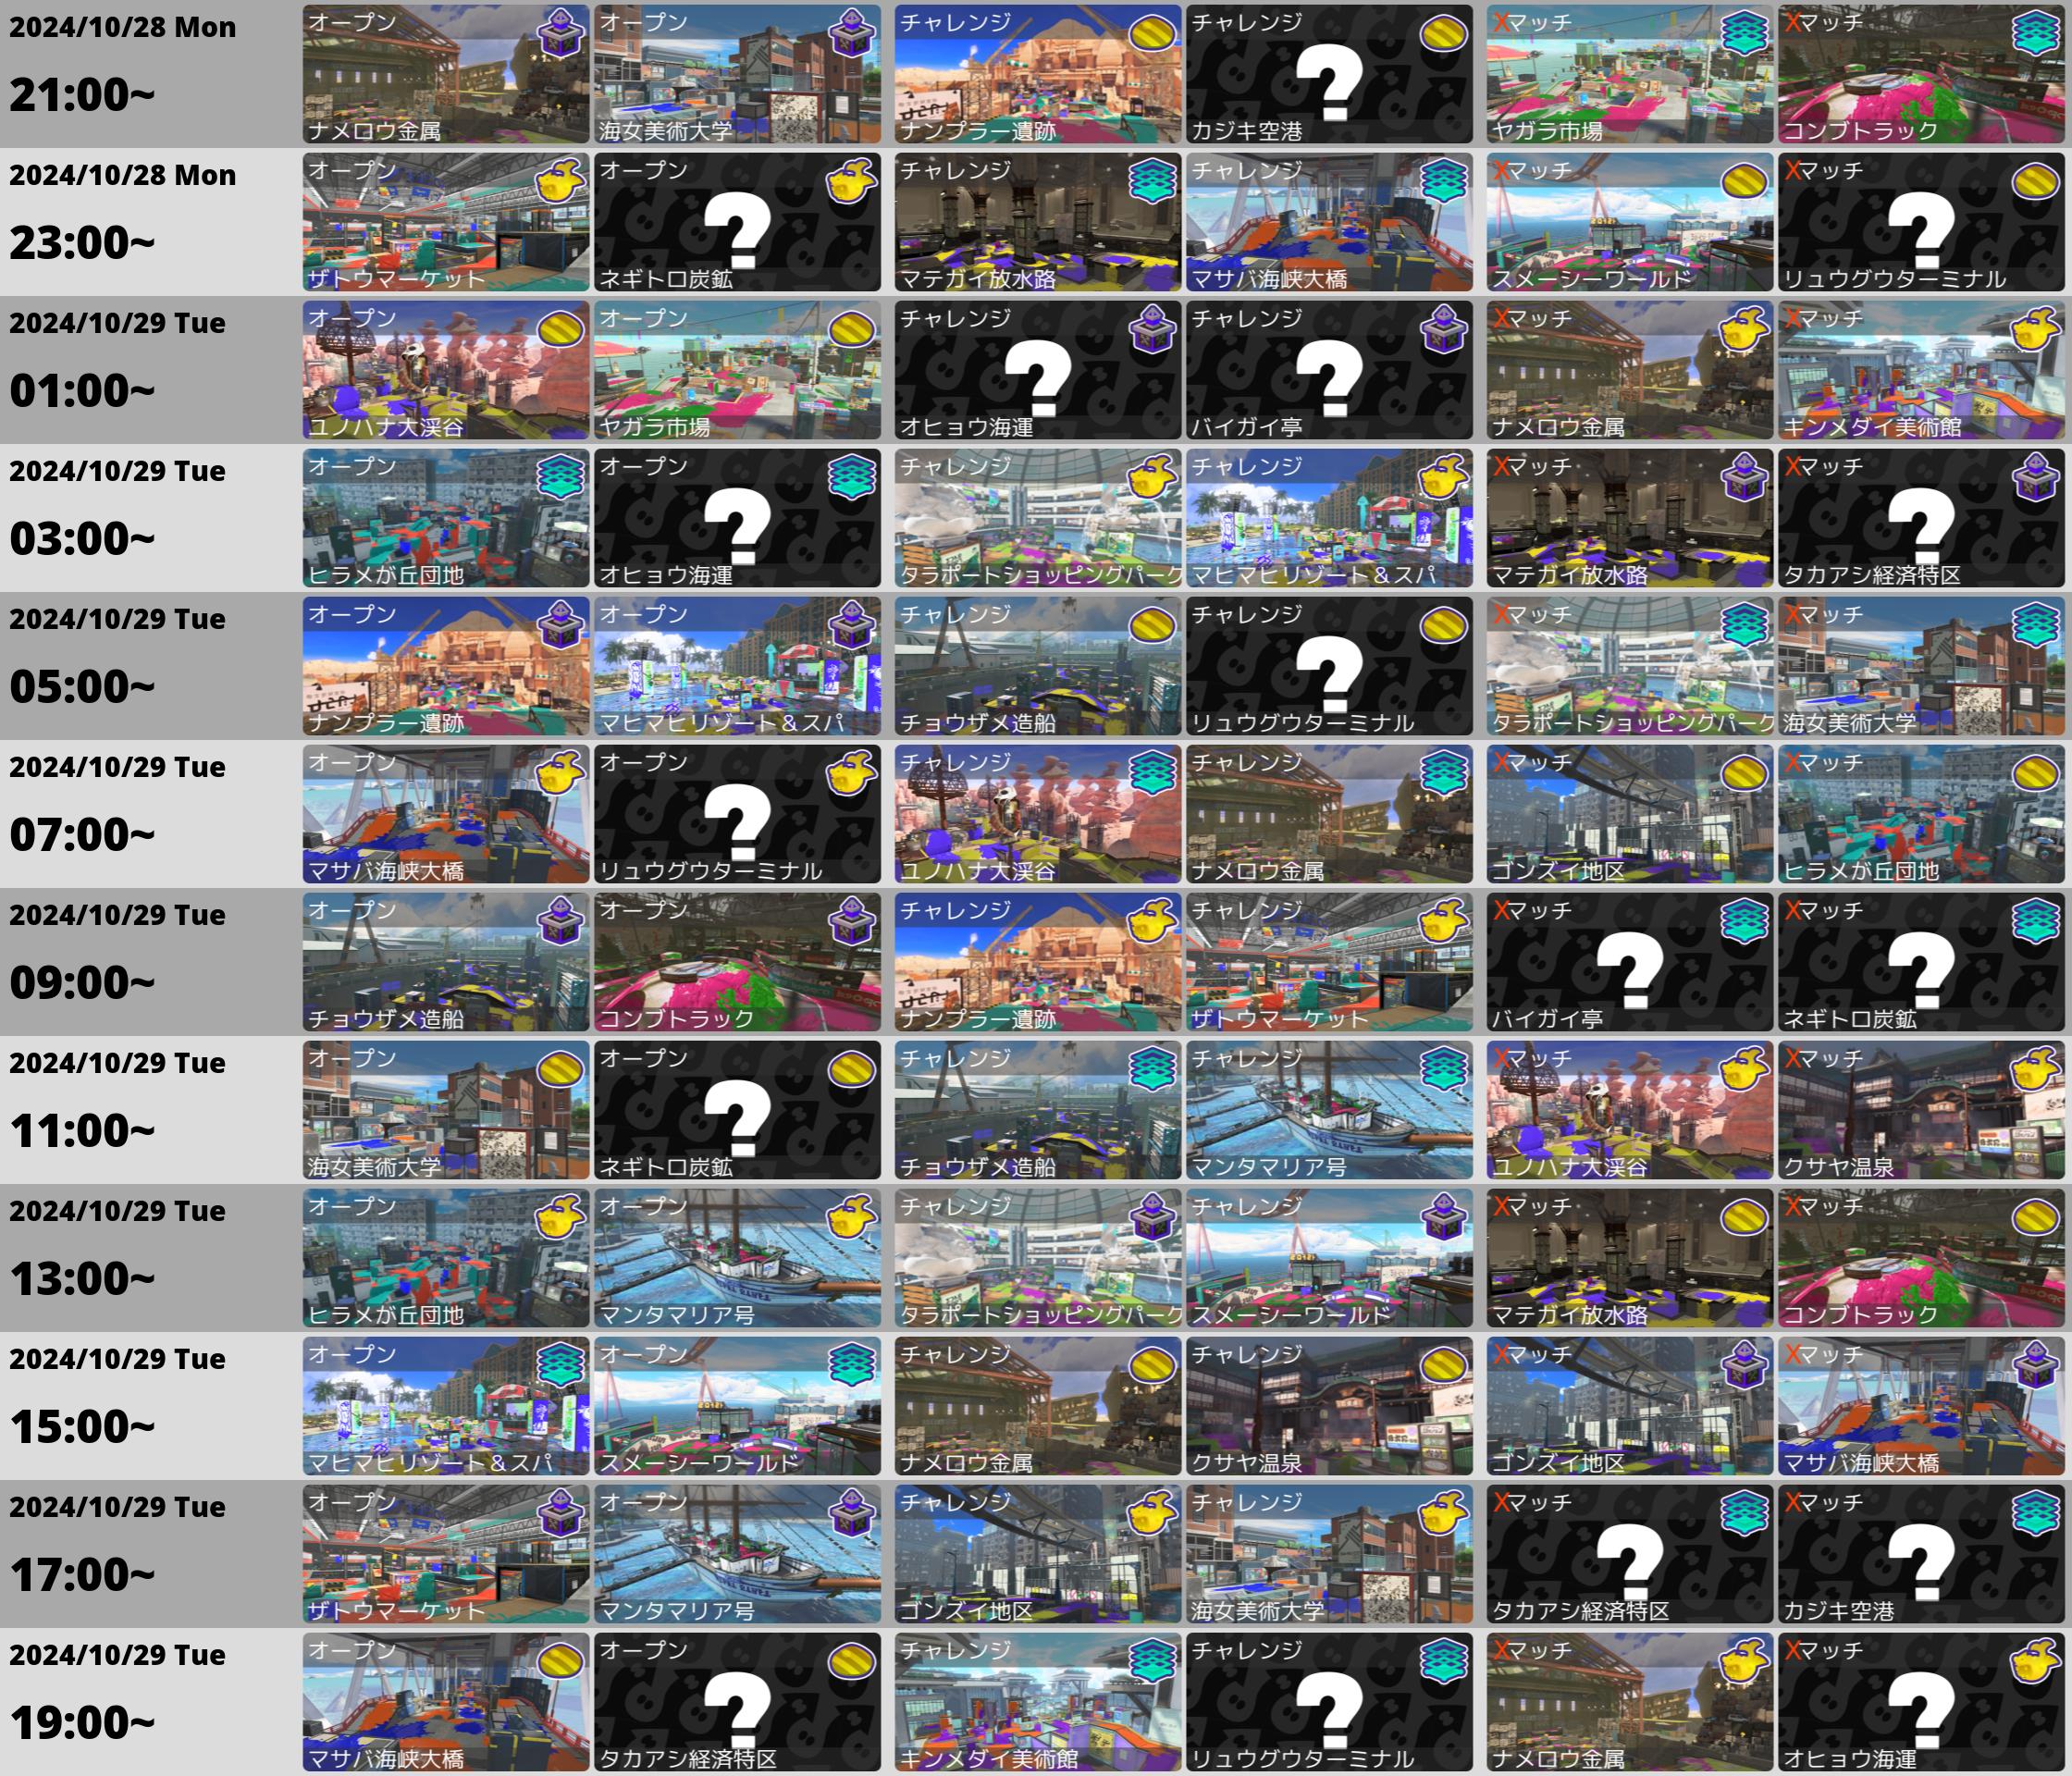 2024/10/28 Mon
21:00~
オープン
ナメロウ金属
オープン
海女美術大学
チャレンジ
ナンプラー遺跡
チャレンジ
カジキ空港
Xマッチ
ヤガラ市場
Xマッチ
コンブトラック
2024/10/28 Mon
23:00~
オープン
ザトウマーケット
オープン
ネギトロ炭鉱
チャレンジ
マテガイ放水路
チャレンジ
マサバ海峡大橋
Xマッチ
スメーシーワールド
Xマッチ
リュウグウターミナル
2024/10/29 Tue
01:00~
オープン
ユノハナ大渓谷
オープン
ヤガラ市場
チャレンジ
オヒョウ海運
チャレンジ
バイガイ亭
Xマッチ
ナメロウ金属
Xマッチ
キンメダイ美術館
2024/10/29 Tue
03:00~
オープン
ヒラメが丘団地
オープン
オヒョウ海運
チャレンジ
タラポートショッピングパーク
チャレンジ
マヒマヒリゾート＆スパ
Xマッチ
マテガイ放水路
Xマッチ
タカアシ経済特区
2024/10/29 Tue
05:00~
オープン
ナンプラー遺跡
オープン
マヒマヒリゾート＆スパ
チャレンジ
チョウザメ造船
チャレンジ
リュウグウターミナル
Xマッチ
タラポートショッピングパーク
Xマッチ
海女美術大学
2024/10/29 Tue
07:00~
オープン
マサバ海峡大橋
オープン
リュウグウターミナル
チャレンジ
ユノハナ大渓谷
チャレンジ
ナメロウ金属
Xマッチ
ゴンズイ地区
Xマッチ
ヒラメが丘団地
2024/10/29 Tue
09:00~
オープン
チョウザメ造船
オープン
コンブトラック
チャレンジ
ナンプラー遺跡
チャレンジ
ザトウマーケット
Xマッチ
バイガイ亭
Xマッチ
ネギトロ炭鉱
2024/10/29 Tue
11:00~
オープン
海女美術大学
オープン
ネギトロ炭鉱
チャレンジ
チョウザメ造船
チャレンジ
マンタマリア号
Xマッチ
ユノハナ大渓谷
Xマッチ
クサヤ温泉
2024/10/29 Tue
13:00~
オープン
ヒラメが丘団地
オープン
マンタマリア号
チャレンジ
タラポートショッピングパーク
チャレンジ
スメーシーワールド
Xマッチ
マテガイ放水路
Xマッチ
コンブトラック
2024/10/29 Tue
15:00~
オープン
マヒマヒリゾート＆スパ
オープン
スメーシーワールド
チャレンジ
ナメロウ金属
チャレンジ
クサヤ温泉
Xマッチ
ゴンズイ地区
Xマッチ
マサバ海峡大橋
2024/10/29 Tue
17:00~
オープン
ザトウマーケット
オープン
マンタマリア号
チャレンジ
ゴンズイ地区
チャレンジ
海女美術大学
Xマッチ
タカアシ経済特区
Xマッチ
カジキ空港
2024/10/29 Tue
19:00~
オープン
マサバ海峡大橋
オープン
タカアシ経済特区
チャレンジ
キンメダイ美術館
チャレンジ
リュウグウターミナル
Xマッチ
ナメロウ金属
Xマッチ
オヒョウ海運